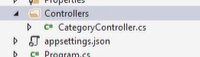 Properties
Controllers
C# CategoryController.cs
appsettings.json
C# Program.cs